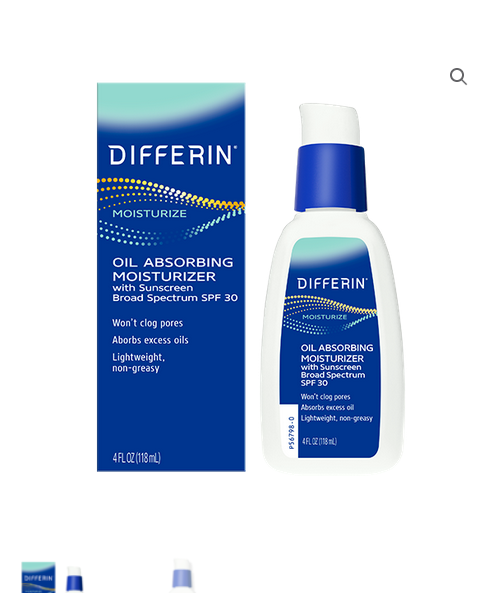 DIFFERIN®
MOISTURIZE
OIL ABSORBING
MOISTURIZER
with Sunscreen
Broad Spectrum SPF 30
Won't clog pores
Aborbs excess oils
Lightweight,
non-greasy
4 FL OZ (118 mL)
DIFFERIN
MOISTURIZE
OIL ABSORBING
MOISTURIZER
with Sunscreen
Broad Spectrum
SPF 30
Won't clog pores
Absorbs excess oil
Lightweight, non-greasy
P56798-0
4 FL OZ (118 mL)
DIFFERIN